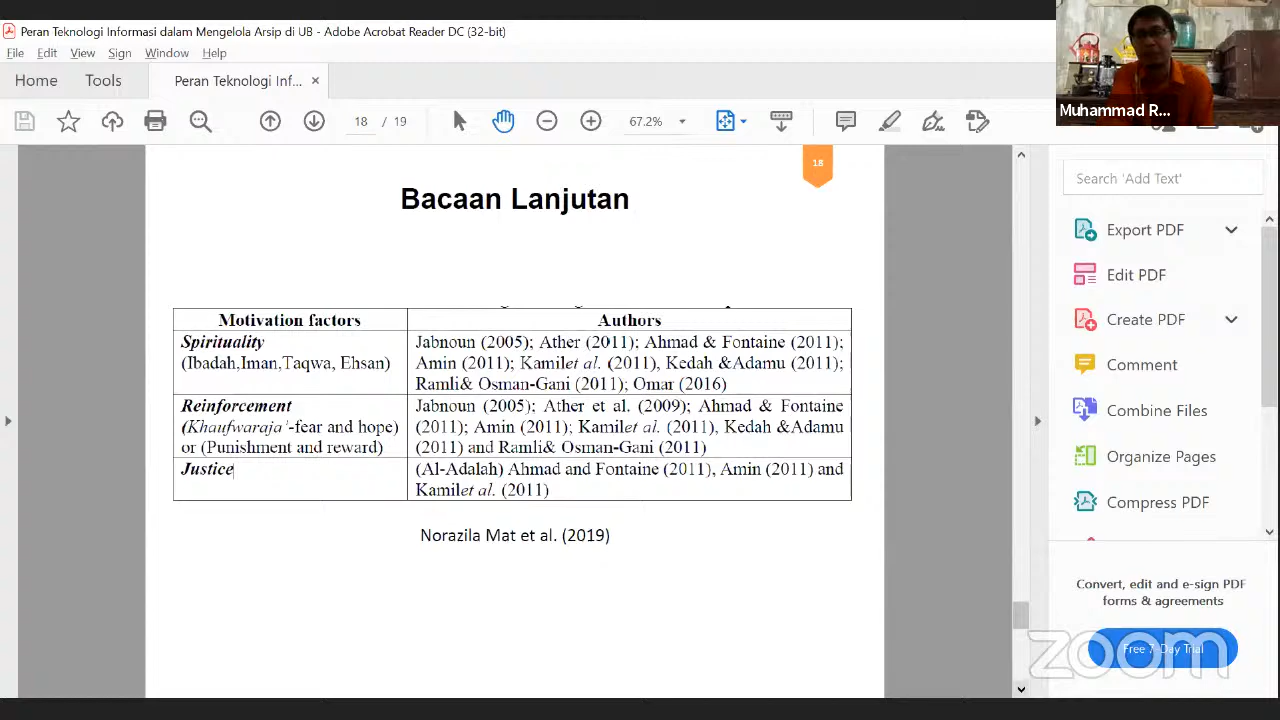 Peran Teknologi Informasi dalam Mengelola Arsip di UB - Adobe Acrobat Reader DC (32-bit)
File Edit View Sign Window Help
Home Tools Peran Teknologi Inf... ×
18 / 19 67.2%
Muhammad R...
18
Bacaan Lanjutan
Motivation factors Authors
Spirituality
(Ibadah,Iman,Taqwa, Ehsan)
Jabnoun (2005); Ather (2011); Ahmad & Fontaine (2011);
Amin (2011); Kamilet al. (2011), Kedah &Adamu (2011);
Ramli& Osman-Gani (2011); Omar (2016)
Reinforcement
(Khaufwaraja'-fear and hope)
or (Punishment and reward)
Jabnoun (2005); Ather et al. (2009); Ahmad & Fontaine
(2011); Amin (2011); Kamilet al. (2011), Kedah &Adamu
(2011) and Ramli& Osman-Gani (2011)
Justice
(Al-Adalah) Ahmad and Fontaine (2011), Amin (2011) and
Kamilet al. (2011)
Norazila Mat et al. (2019)
Search 'Add Text'
Export PDF
Edit PDF
Create PDF
Comment
Combine Files
Organize Pages
Compress PDF
Convert, edit and e-sign PDF
forms & agreements
Free 7-Day Trial
zoom